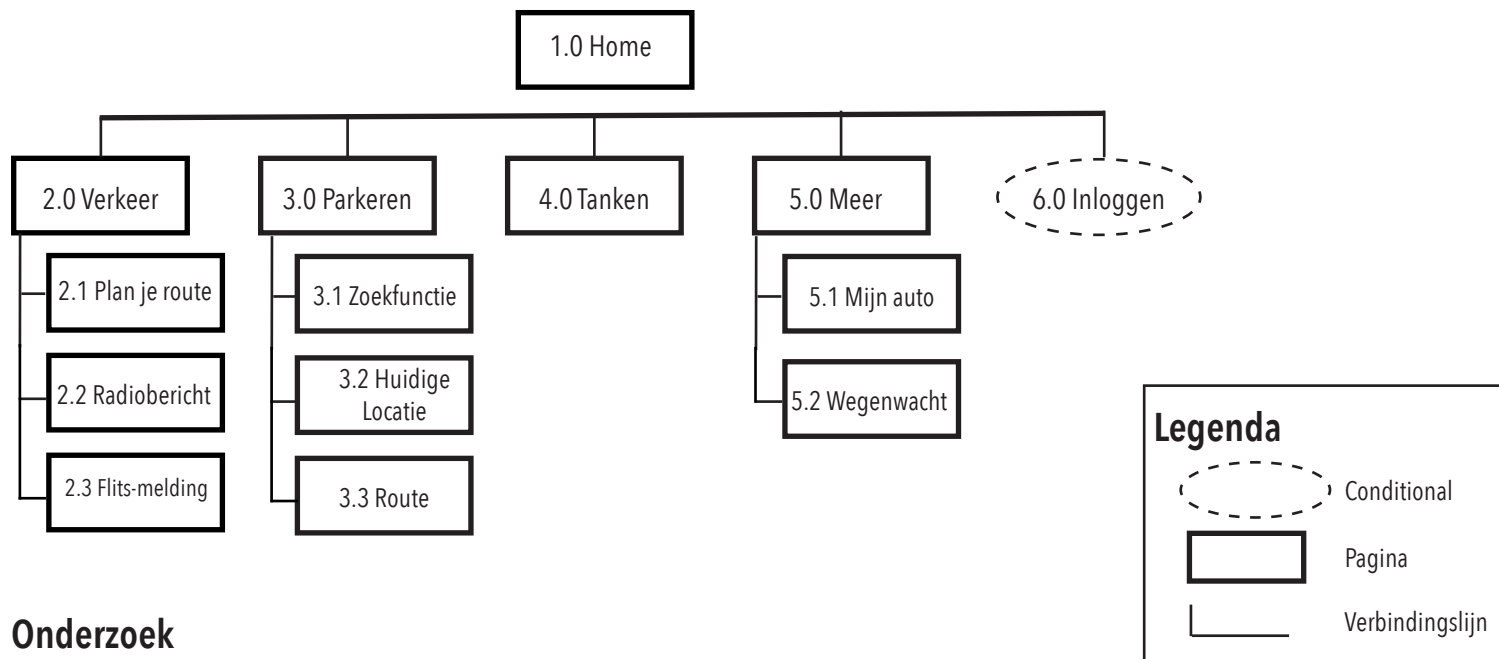 1.0 Home
2.0 Verkeer
3.0 Parkeren
4.0 Tanken
5.0 Meer
6.0 Inloggen
2.1 Plan je route
2.2 Radiobericht
2.3 Flits-melding
3.1 Zoekfunctie
3.2 Huidige
Locatie
3.3 Route
5.1 Mijn auto
5.2 Wegenwacht
Legenda
Conditional
Pagina
Verbindingslijn
Onderzoek